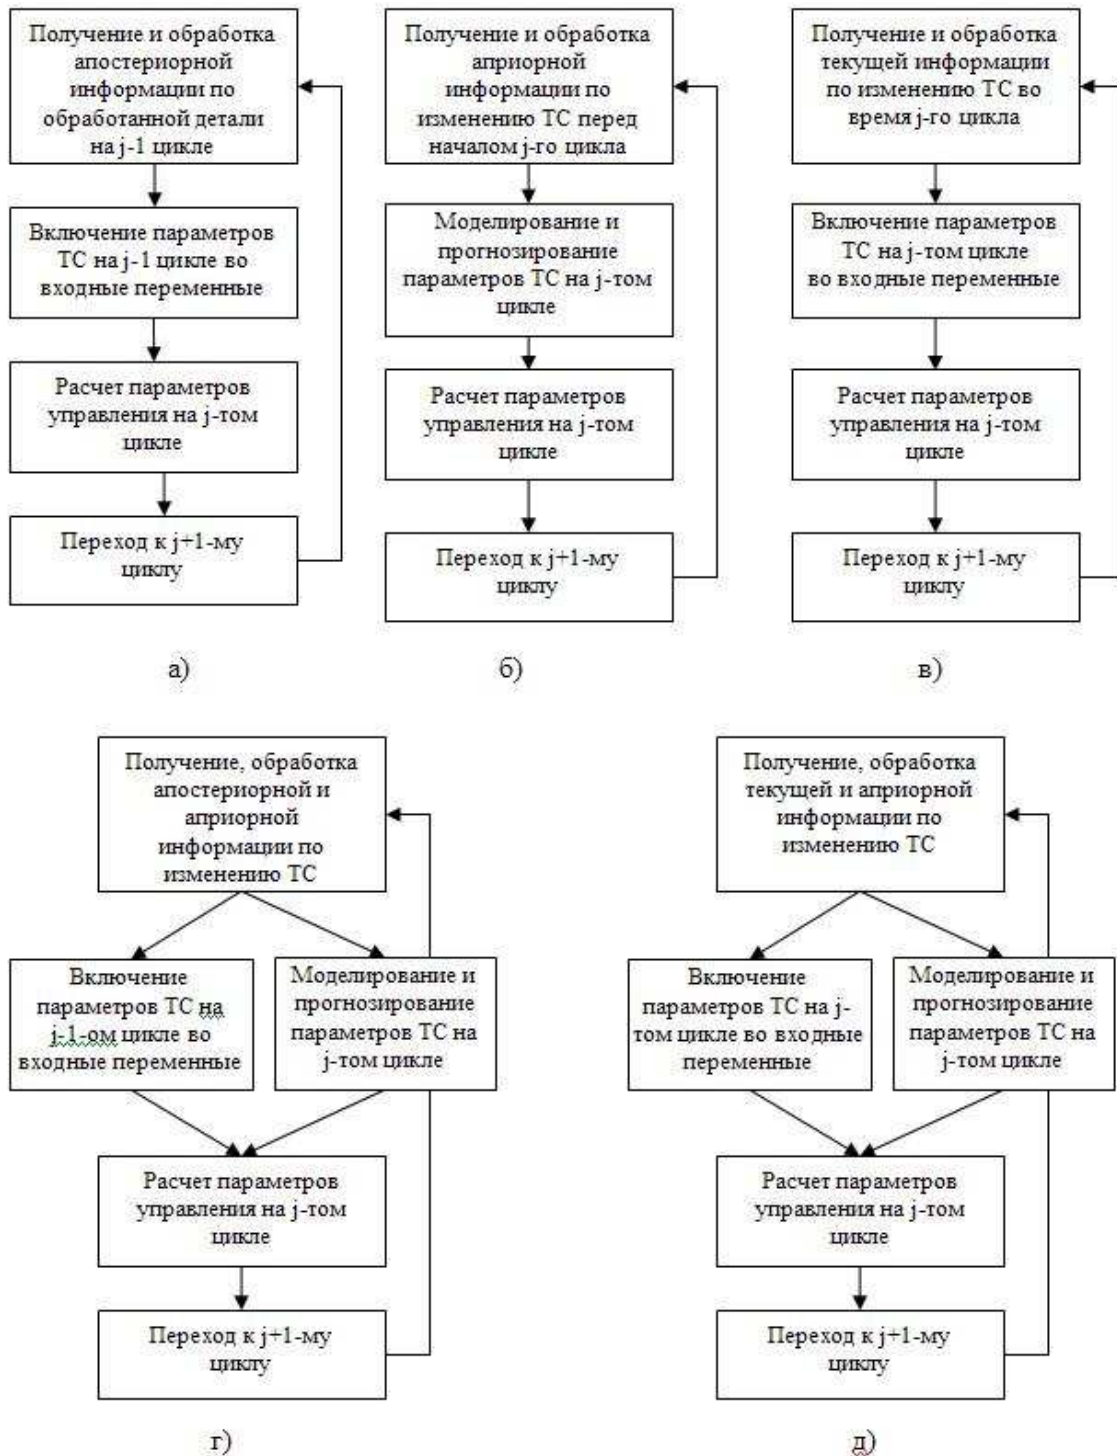 Получение и обработка
апостериорной
информации по
обработанной детали
на j-1 цикле
Включение параметров
ТС на j-1 цикле во
входные переменные
Расчет параметров
управления на j-том
цикле
Переход к j+1-му
циклу
а)
Получение и обработка
априорной
информации по
изменению ТС перед
началом j-го цикла
Моделирование и
прогнозирование
параметров ТС на j-том
цикле
Расчет параметров
управления на j-том
цикле
Переход к j+1-му
циклу
б)
Получение и обработка
текущей информации
по изменению ТС во
время j-го цикла
Включение параметров
ТС на j-том цикле
во входные переменные
Расчет параметров
управления на j-том
цикле
Переход к j+1-му
циклу
в)
Получение, обработка
апостериорной и
априорной
информации по
изменению ТС
Включение
параметров ТС на
j-1-ом цикле во
входные переменные
Моделирование и
прогнозирование
параметров ТС на
j-том цикле
Расчет параметров
управления на j-том
цикле
Переход к j+1-му
циклу
г)
Получение, обработка
текущей и априорной
информации по
изменению ТС
Включение
параметров ТС на j-
том цикле во входные
переменные
Моделирование и
прогнозирование
параметров ТС на
j-том цикле
Расчет параметров
управления на j-том
цикле
Переход к j+1-му
циклу
д)